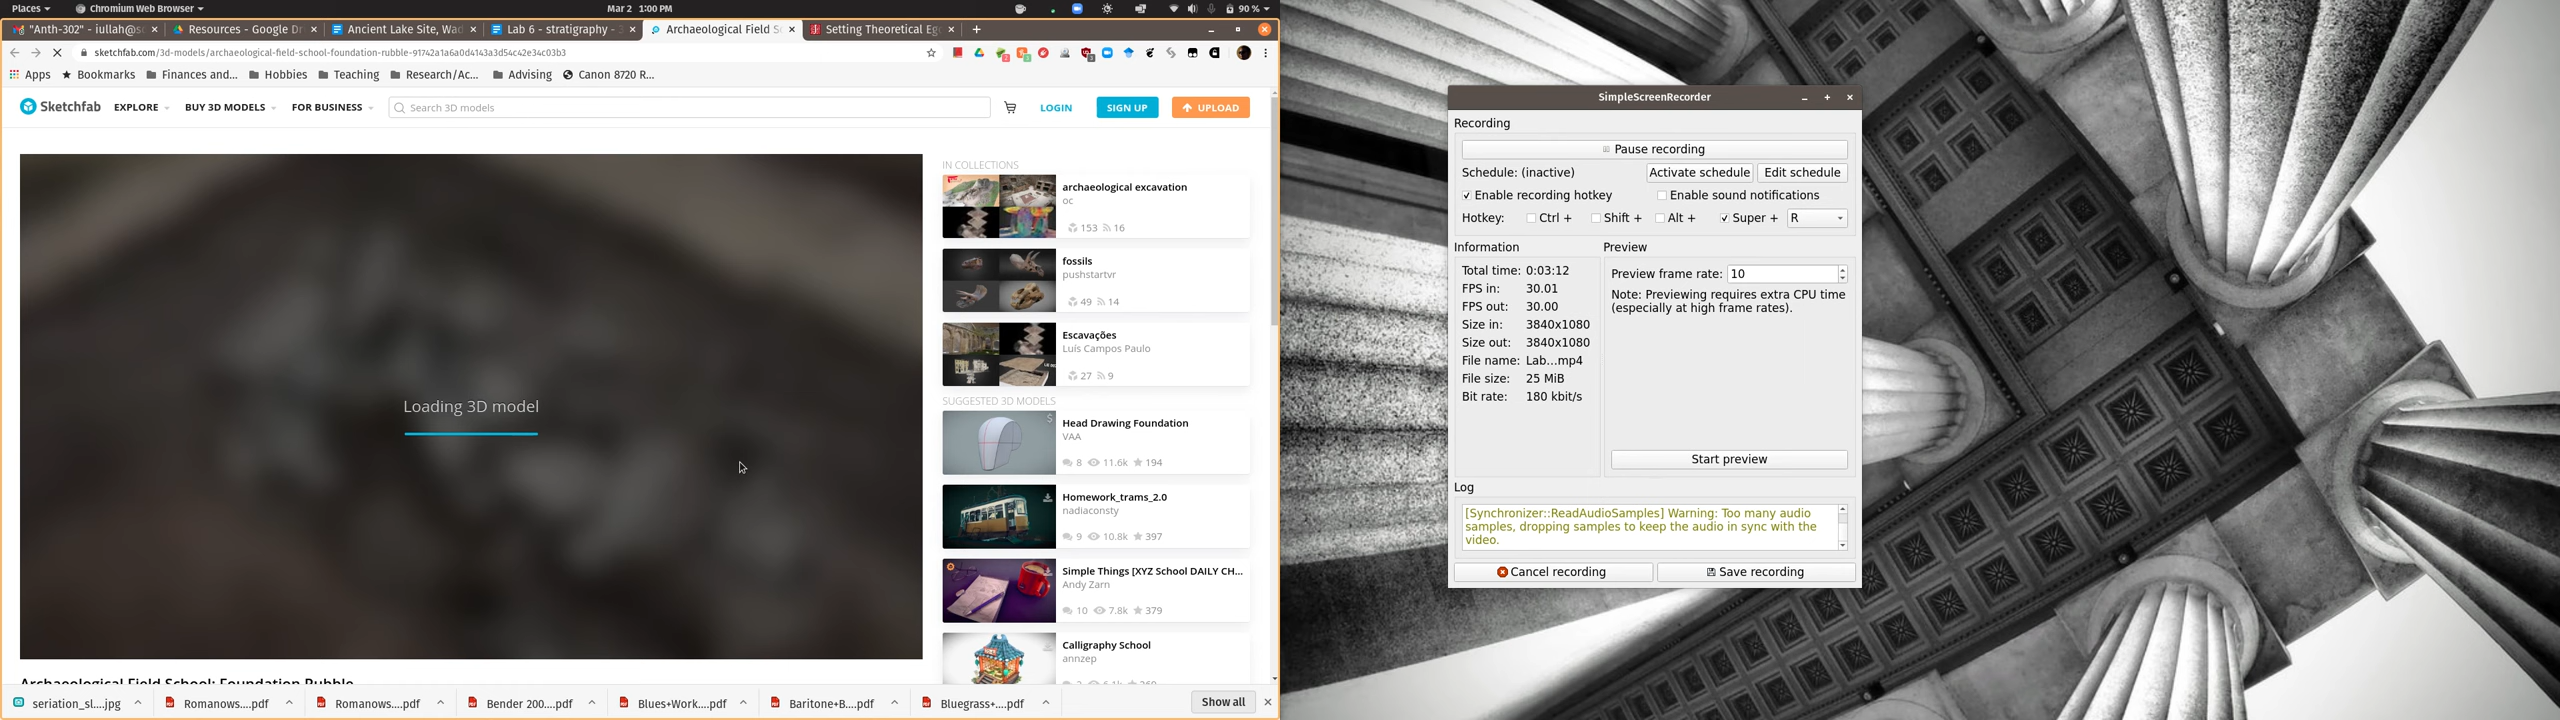 Places
Chromium Web Browser
Mar 2 1:00 PM
90 %
"Anth-302" - iullah@s
Resources - Google Dr
Ancient Lake Site, Wad
Lab 6 - stratigraphy -
Archaeological Field S
Setting Theoretical Eg
sketchfab.com/3d-models/archaeological-field-school-foundation-rubble-91742a1a6a0d4143a3d54c42e34c03b3
Apps
Bookmarks
Finances and...
Hobbies
Teaching
Research/Ac...
Advising
Canon 8720 R...
Sketchfab
EXPLORE
BUY 3D MODELS
FOR BUSINESS
Search 3D models
LOGIN
SIGN UP
UPLOAD
Loading 3D model
Archaeological Field School: Foundation Rubble
IN COLLECTIONS
archaeological excavation
oc
153 16
fossils
pushstartvr
49 14
Escavações
Luís Campos Paulo
27 9
SUGGESTED 3D MODELS
Head Drawing Foundation
VAA
8 11.6k 194
Homework_trams_2.0
nadiaconsty
9 10.8k 397
Simple Things [XYZ School DAILY CH...
Andy Zarn
10 7.8k 379
Calligraphy School
annzep
seriation_sl....jpg
Romanows....pdf
Romanows....pdf
Bender 200....pdf
Blues+Work....pdf
Baritone+B....pdf
Bluegrass+....pdf
Show all
SimpleScreenRecorder
Recording
Pause recording
Schedule: (inactive)
Activate schedule
Edit schedule
Enable recording hotkey
Enable sound notifications
Hotkey:
Ctrl +
Shift +
Alt +
Super +
R
Information
Total time: 0:03:12
FPS in: 30.01
FPS out: 30.00
Size in: 3840x1080
Size out: 3840x1080
File name: Lab...mp4
File size: 25 MiB
Bit rate: 180 kbit/s
Preview
Preview frame rate: 10
Note: Previewing requires extra CPU time
(especially at high frame rates).
Start preview
Log
[Synchronizer::ReadAudioSamples] Warning: Too many audio
samples, dropping samples to keep the audio in sync with the
video.
Cancel recording
Save recording